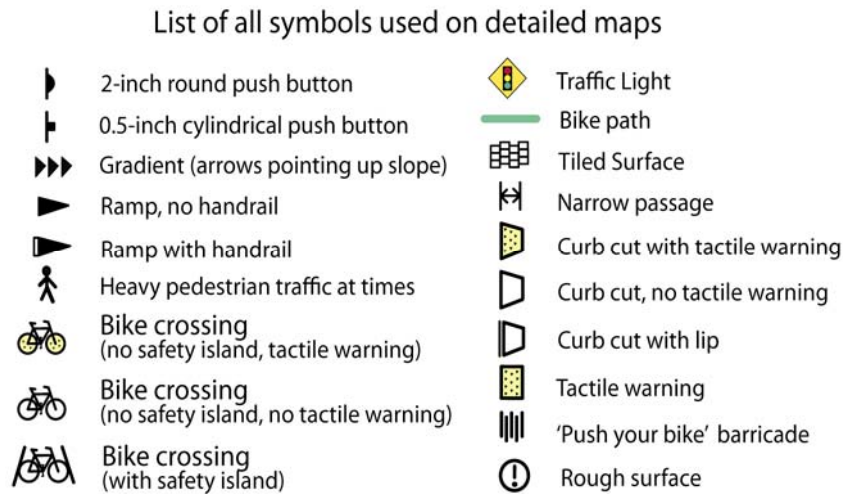 List of all symbols used on detailed maps
2-inch round push button
0.5-inch cylindrical push button
Gradient (arrows pointing up slope)
Ramp, no handrail
Ramp with handrail
Heavy pedestrian traffic at times
Bike crossing
(no safety island, tactile warning)
Bike crossing
(no safety island, no tactile warning)
Bike crossing
(with safety island)
Traffic Light
Bike path
Tiled Surface
Narrow passage
Curb cut with tactile warning
Curb cut, no tactile warning
Curb cut with lip
Tactile warning
'Push your bike' barricade
Rough surface